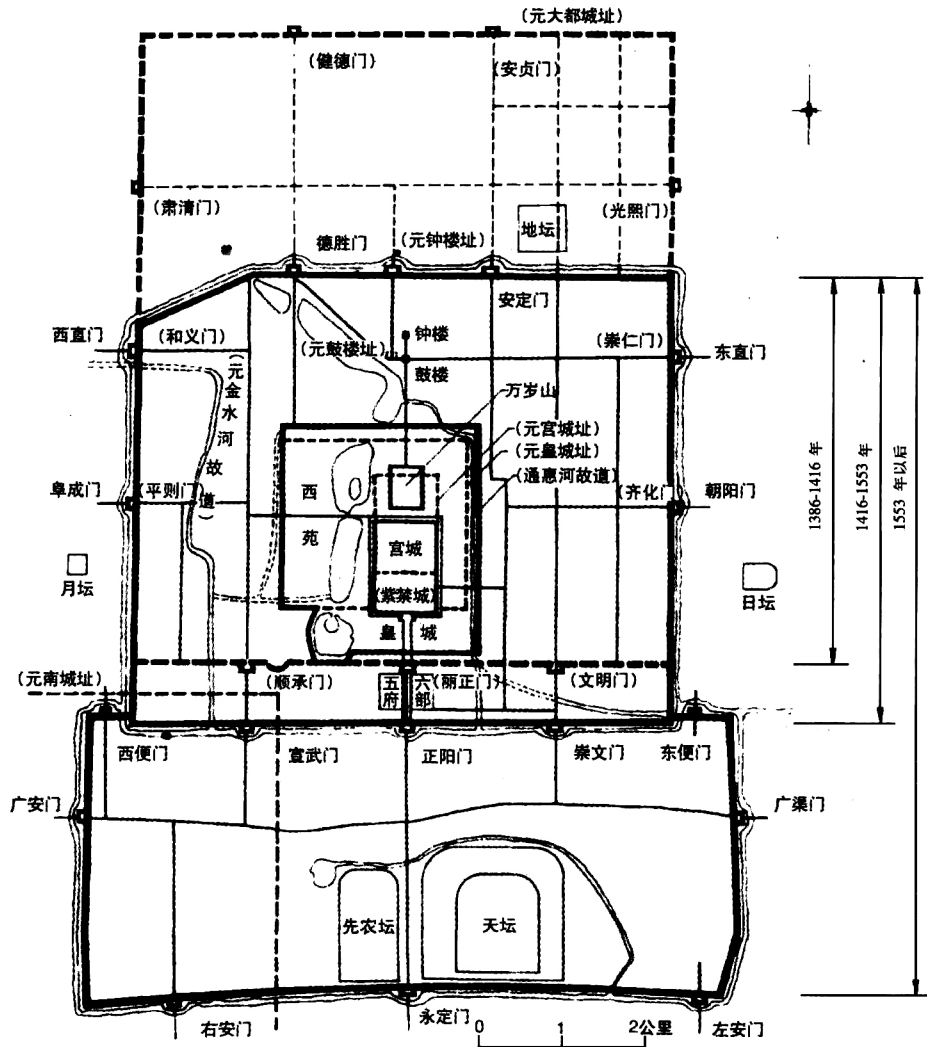 (元大都城址)
(健德门)
(安贞门)
(肃清门)
(光熙门)
地坛
德胜门
(元钟楼址)
安定门
西直门
(和义门)
钟楼
(元鼓楼址)
鼓楼
(崇仁门)
东直门
(元金水河故道)
万岁山
(元宫城址)
(元皇城址)
(通惠河故道)
阜成门
(平则门)
西苑
(齐化门)
朝阳门
宫城
(紫禁城)
月坛
日坛
皇城
(元南城址)
(顺承门)
五府
六部
(丽正门)
(文明门)
西便门
宣武门
正阳门
崇文门
东便门
广安门
广渠门
先农坛
天坛
右安门
永定门
左安门
0 1 2公里
1386-1416 年
1416-1553 年
1553 年以后